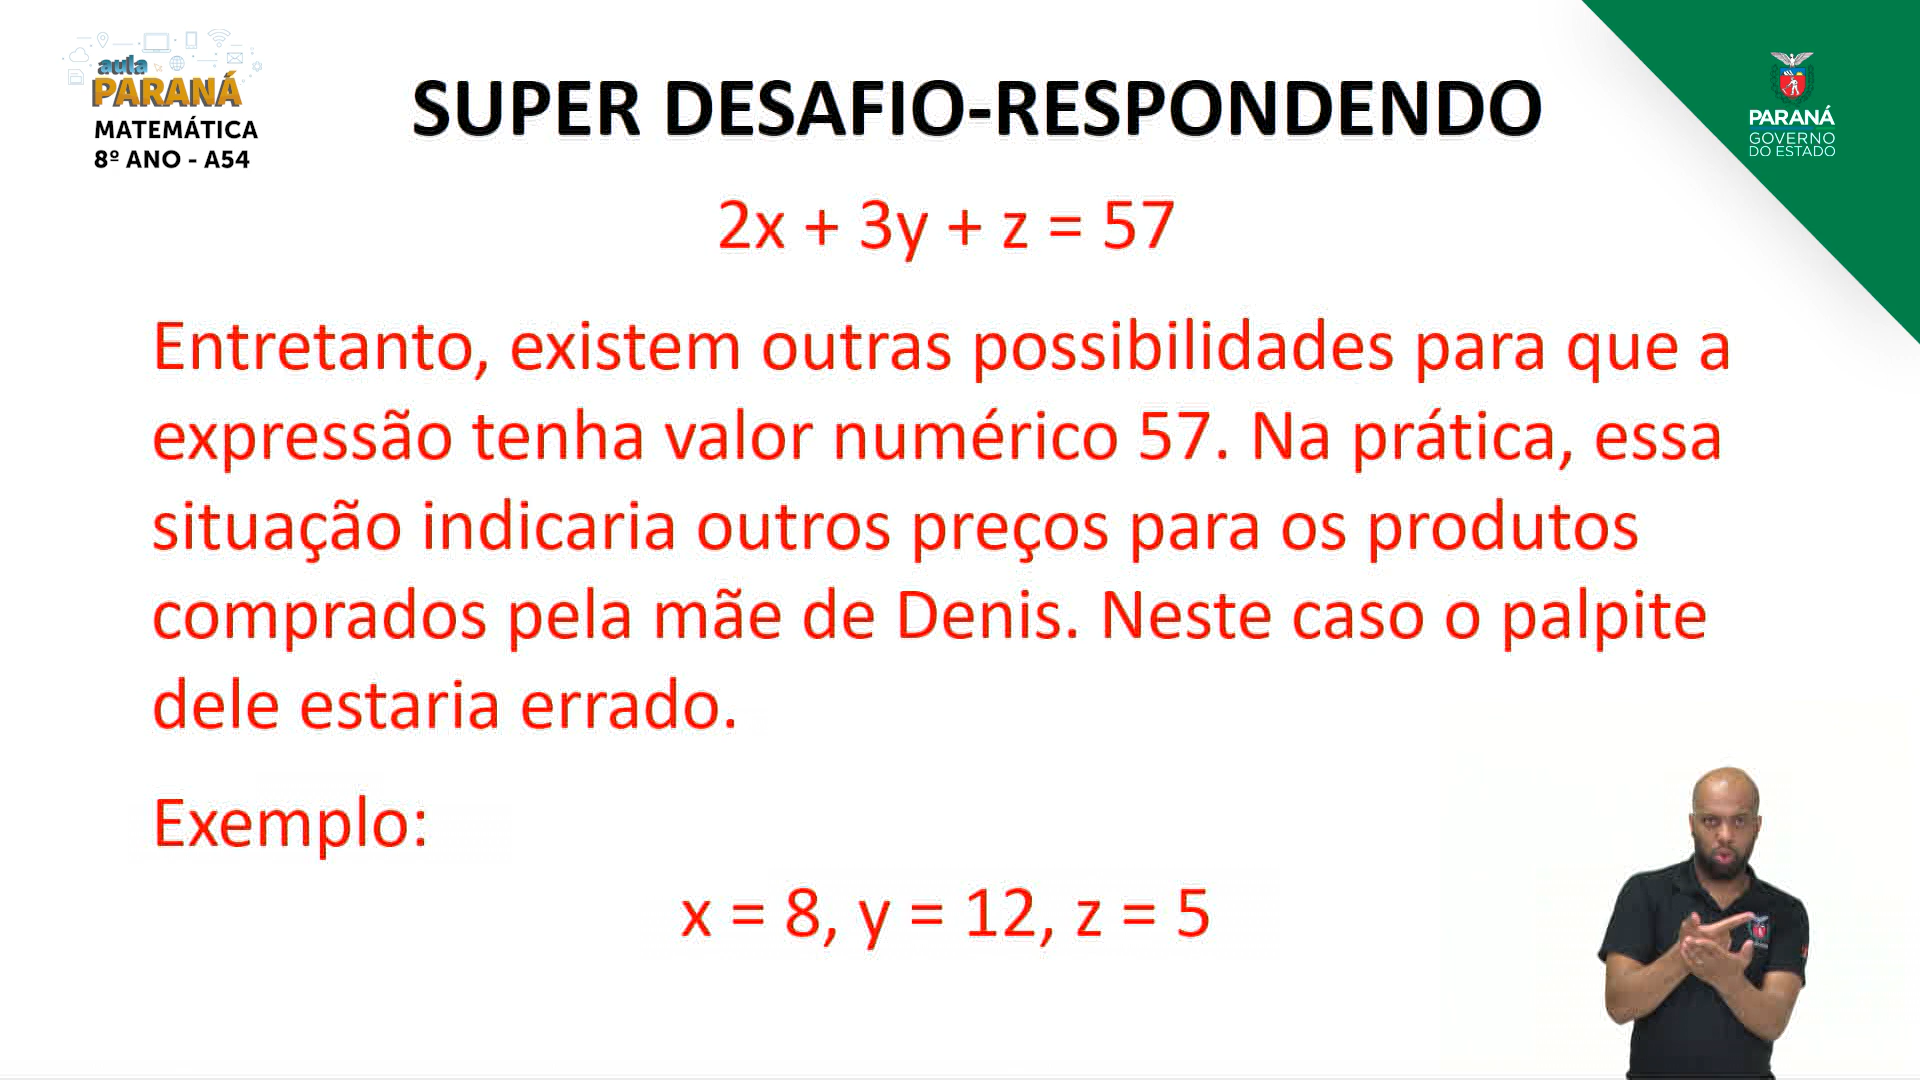 aula
PARANÁ
MATEMÁTICA
8º ANO - A54
SUPER DESAFIO-RESPONDENDO
PARANÁ
GOVERNO
DO ESTADO
2x + 3y + z = 57
Entretanto, existem outras possibilidades para que a
expressão tenha valor numérico 57. Na prática, essa
situação indicaria outros preços para os produtos
comprados pela mãe de Denis. Neste caso o palpite
dele estaria errado.
Exemplo:
x = 8, y = 12, z = 5